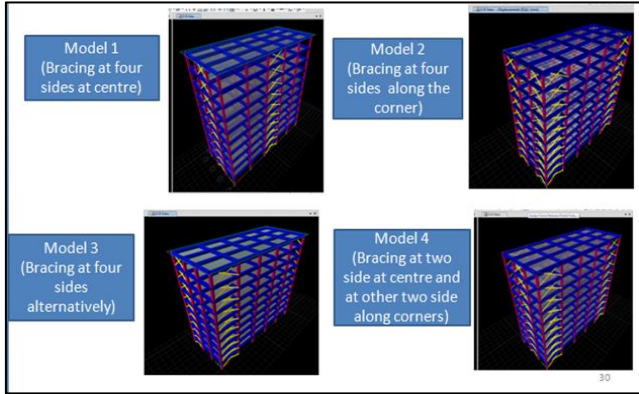 Model 1
(Bracing at four
sides at centre)
Model 2
(Bracing at four
sides along the
corner)
Model 3
(Bracing at four
sides
alternatively)
Model 4
(Bracing at two
side at centre and
at other two side
along corners)
30